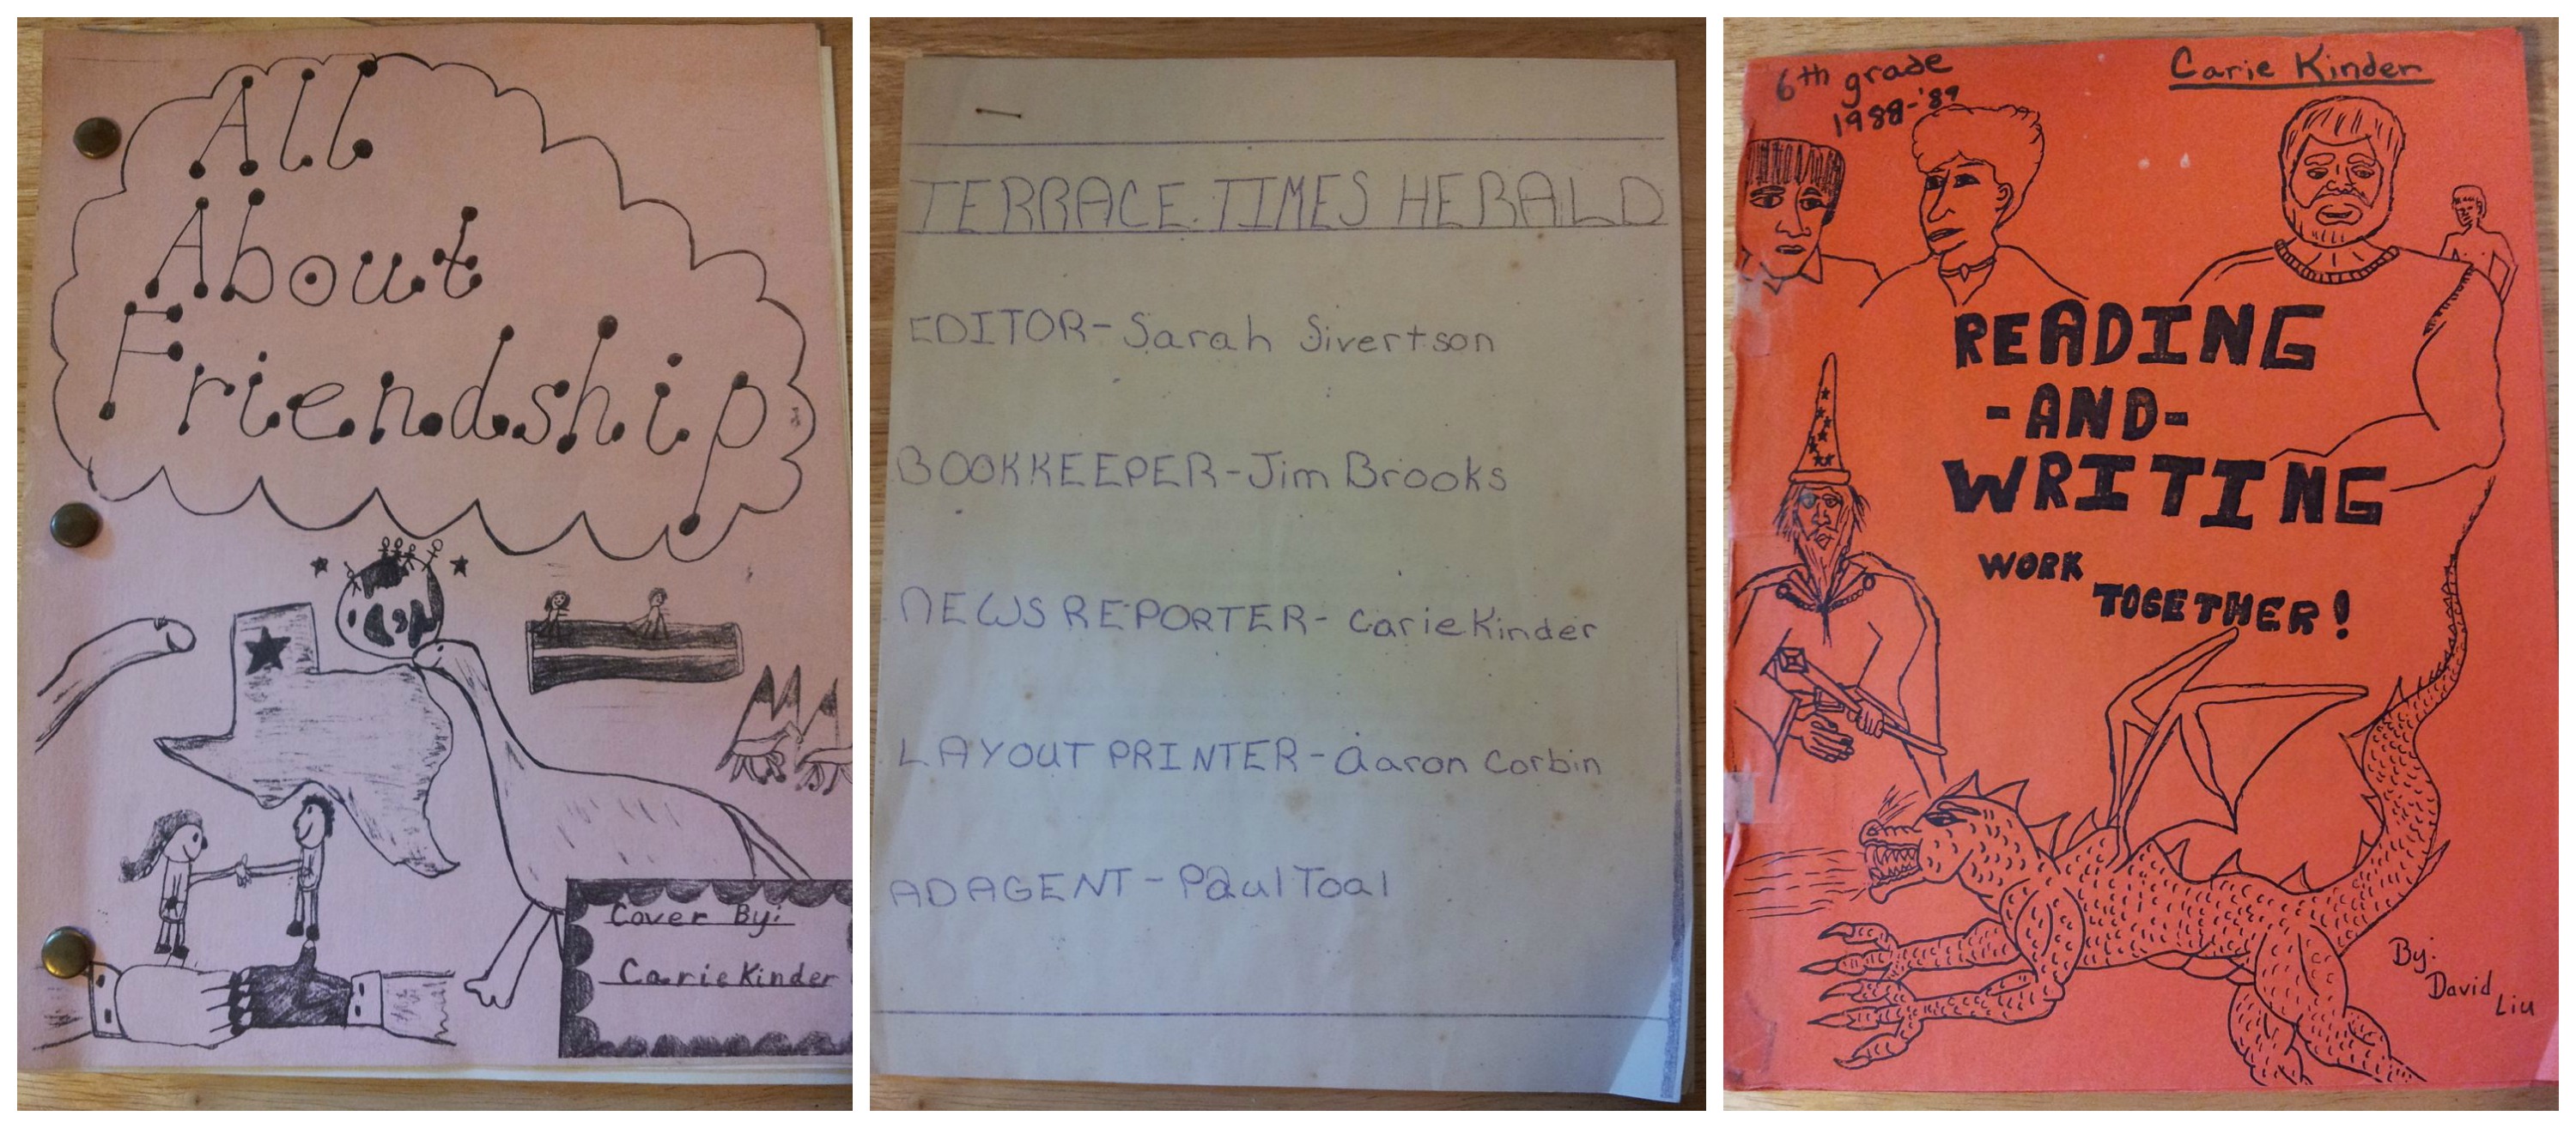 All
About
Friendship
Cover By:
Carie Kinder
TERRACE TIMES HERALD
EDITOR- Sarah Sivertson
BOOKKEEPER-Jim Brooks
NEWS REPORTER- Carie Kinder
LAYOUT PRINTER-Aaron Corbin
AD AGENT - Paul Toal
6th grade
1988-'89
Carie Kinder
READING
-AND-
WRITING
WORK
TOGETHER!
By:
David
Liu